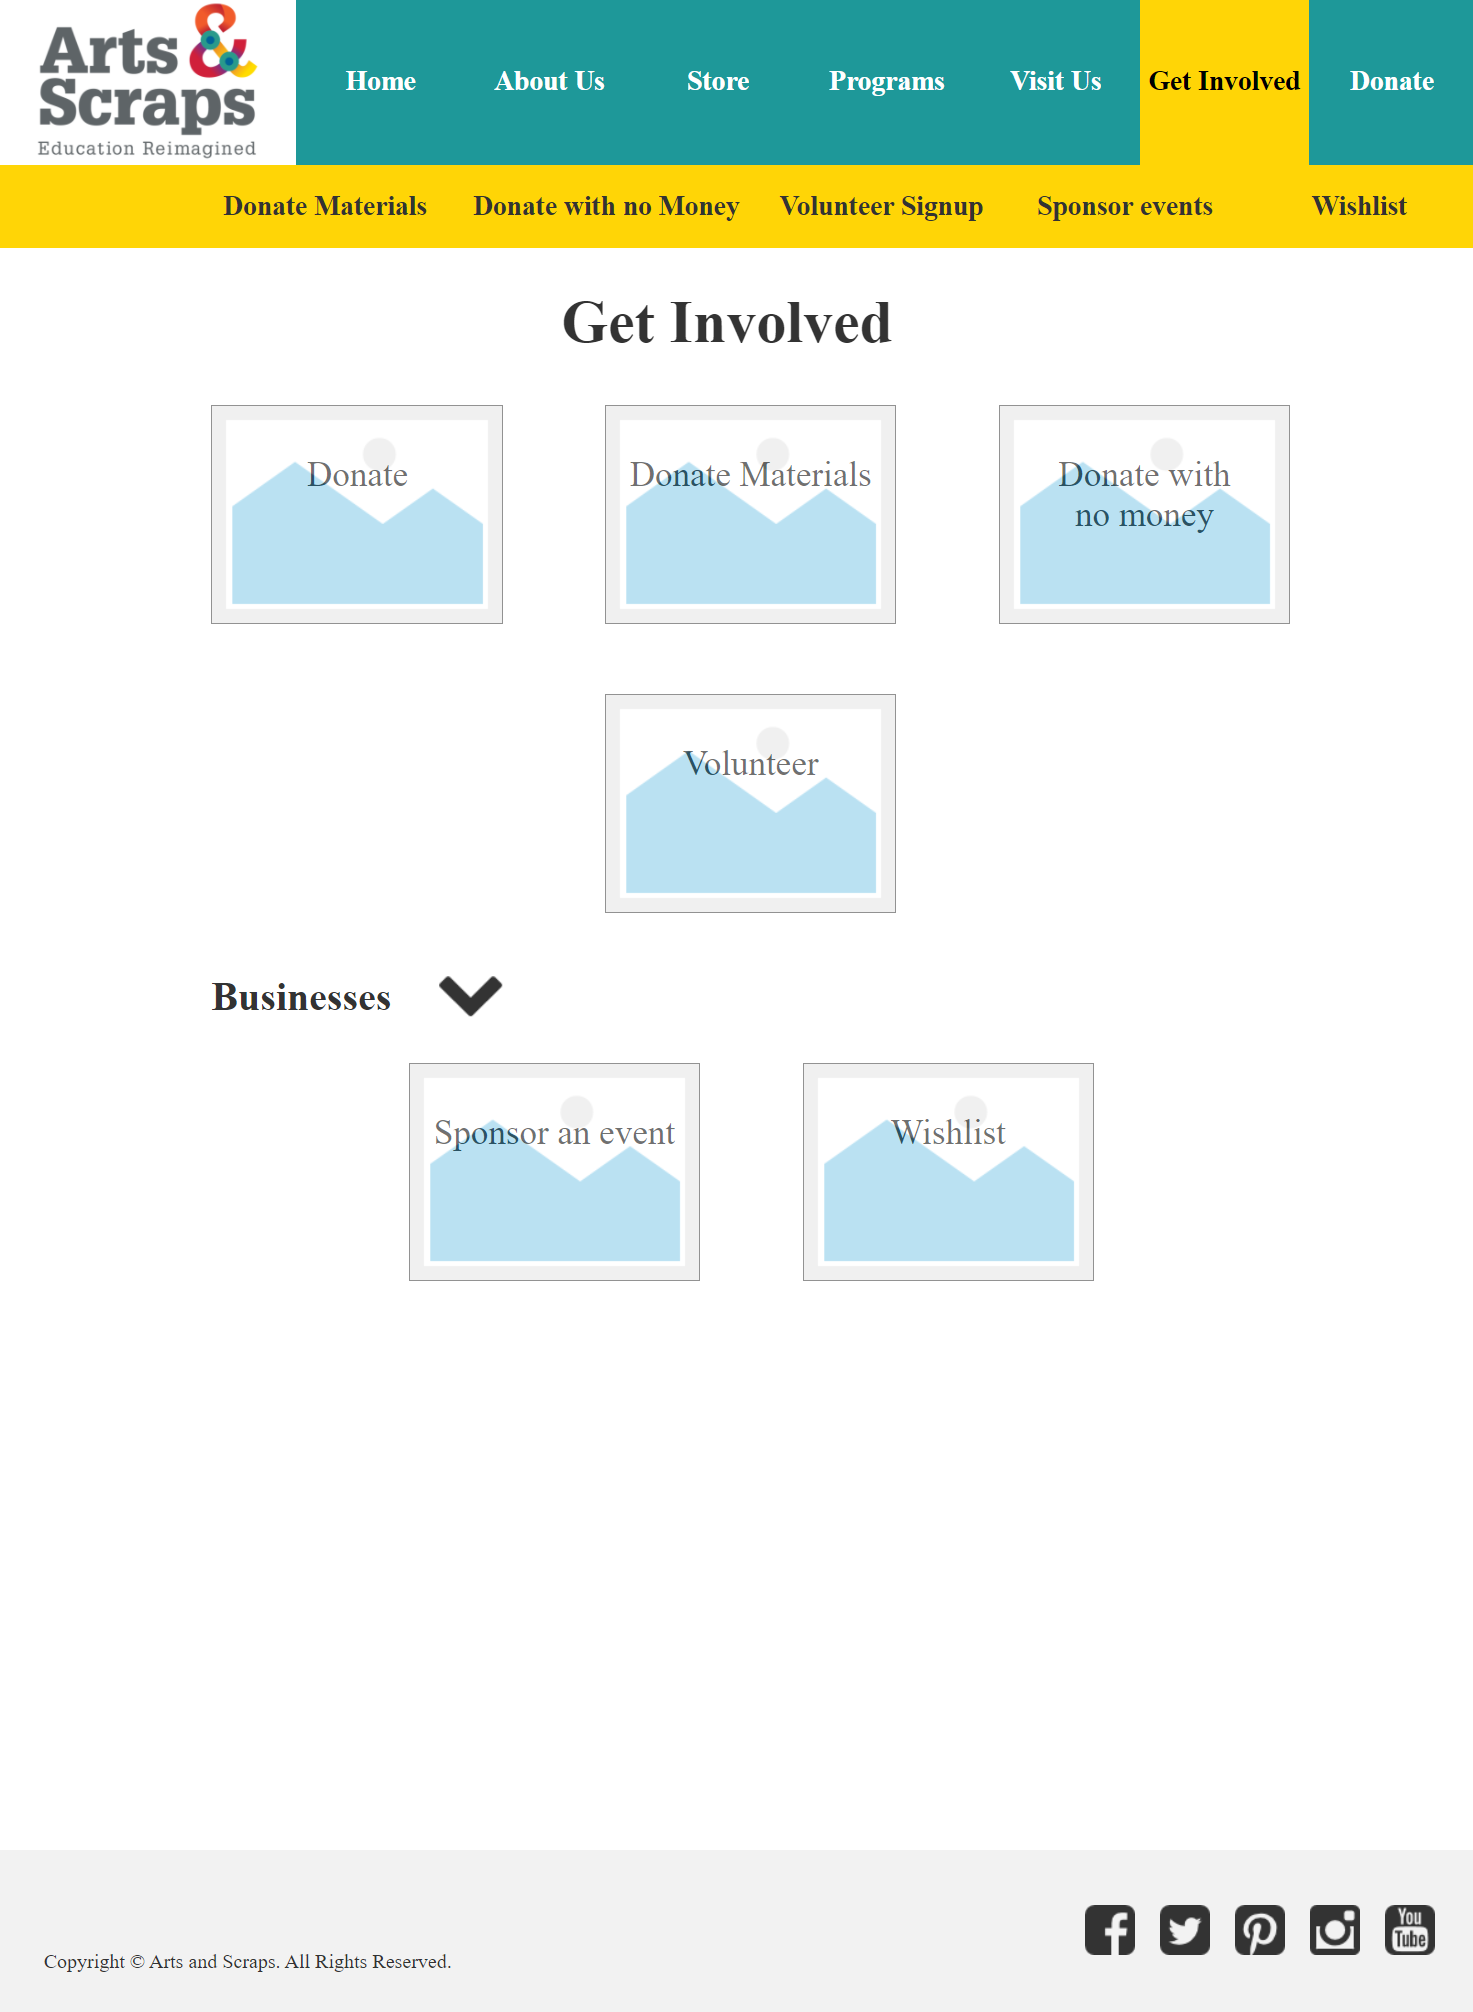 Arts &
Scraps
Education Reimagined
Home About Us Store Programs Visit Us Get Involved Donate
Donate Materials Donate with no Money Volunteer Signup Sponsor events Wishlist
Get Involved
Donate
Donate Materials
Donate with
no money
Volunteer
Businesses
Sponsor an event
Wishlist
You
Tube
Copyright © Arts and Scraps. All Rights Reserved.